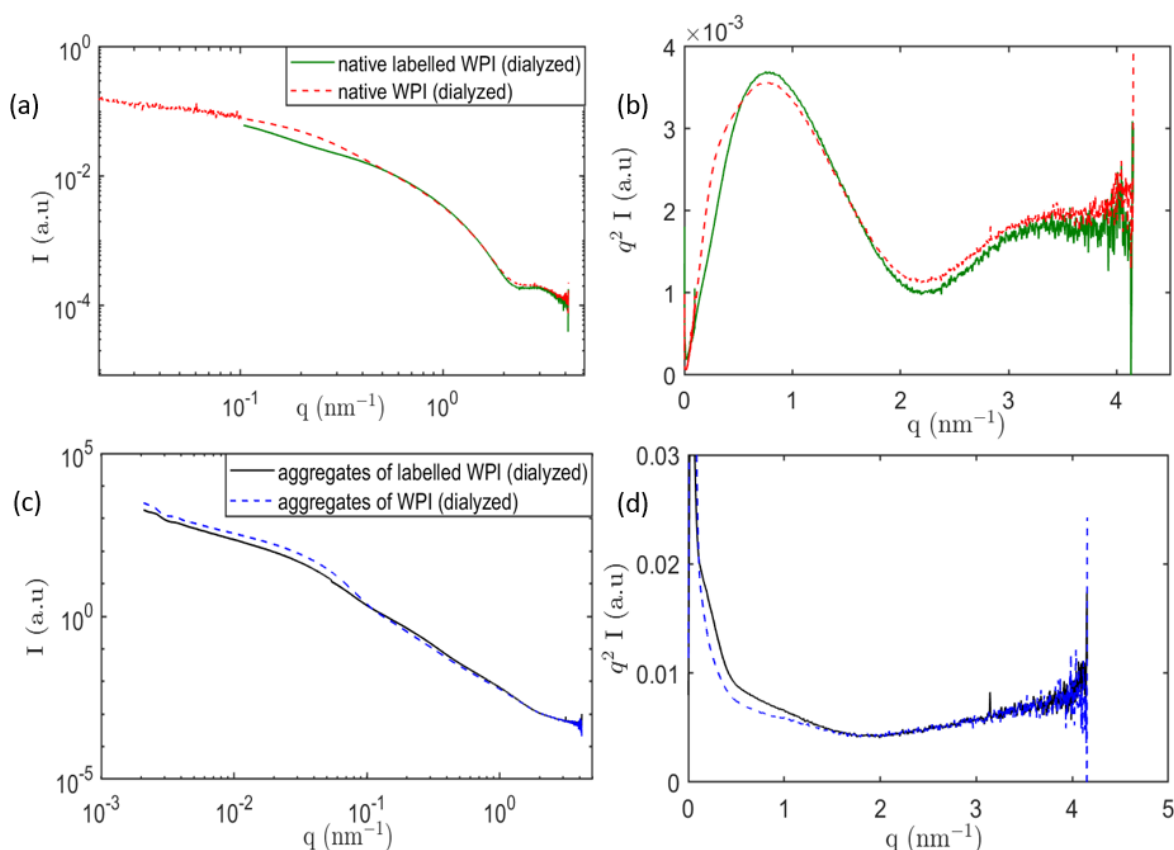 (a)
10^0
10^-2
10^-4
I (a.u)
10^-1
10^0
q (nm^-1)
native labelled WPI (dialyzed)
native WPI (dialyzed)
(b)
×10^-3
4
3
2
1
0
q^2 I (a.u)
0 1 2 3 4
q (nm^-1)
(c)
10^5
10^0
10^-5
I (a.u)
10^-3 10^-2 10^-1 10^0
q (nm^-1)
aggregates of labelled WPI (dialyzed)
aggregates of WPI (dialyzed)
(d)
0.03
0.02
0.01
0
q^2 I (a.u)
0 1 2 3 4 5
q (nm^-1)